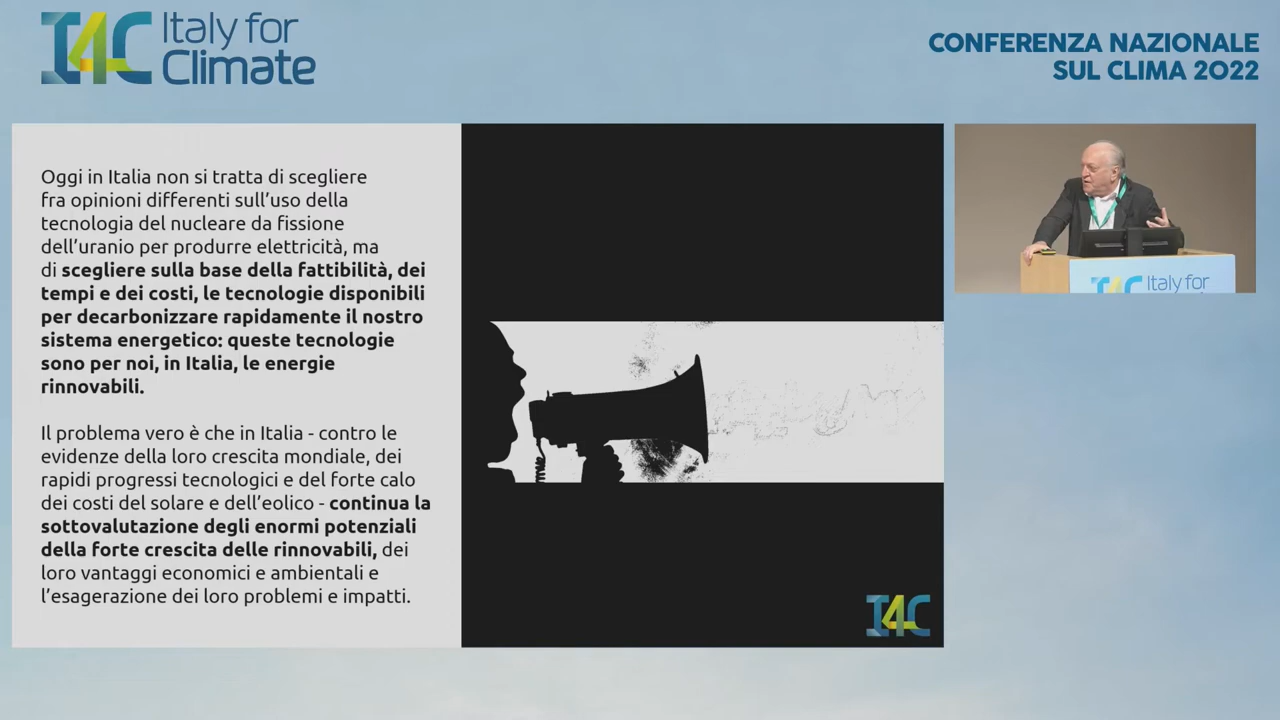 I4C Italy for
Climate
CONFERENZA NAZIONALE
SUL CLIMA 2022
Oggi in Italia non si tratta di scegliere
fra opinioni differenti sull'uso della
tecnologia del nucleare da fissione
dell'uranio per produrre elettricità, ma
di scegliere sulla base della fattibilità, dei
tempi e dei costi, le tecnologie disponibili
per decarbonizzare rapidamente il nostro
sistema energetico: queste tecnologie
sono per noi, in Italia, le energie
rinnovabili.
Il problema vero è che in Italia - contro le
evidenze della loro crescita mondiale, dei
rapidi progressi tecnologici e del forte calo
dei costi del solare e dell'eolico - continua la
sottovalutazione degli enormi potenziali
della forte crescita delle rinnovabili, dei
loro vantaggi economici e ambientali e
l'esagerazione dei loro problemi e impatti.
I4C
I4C Italy for